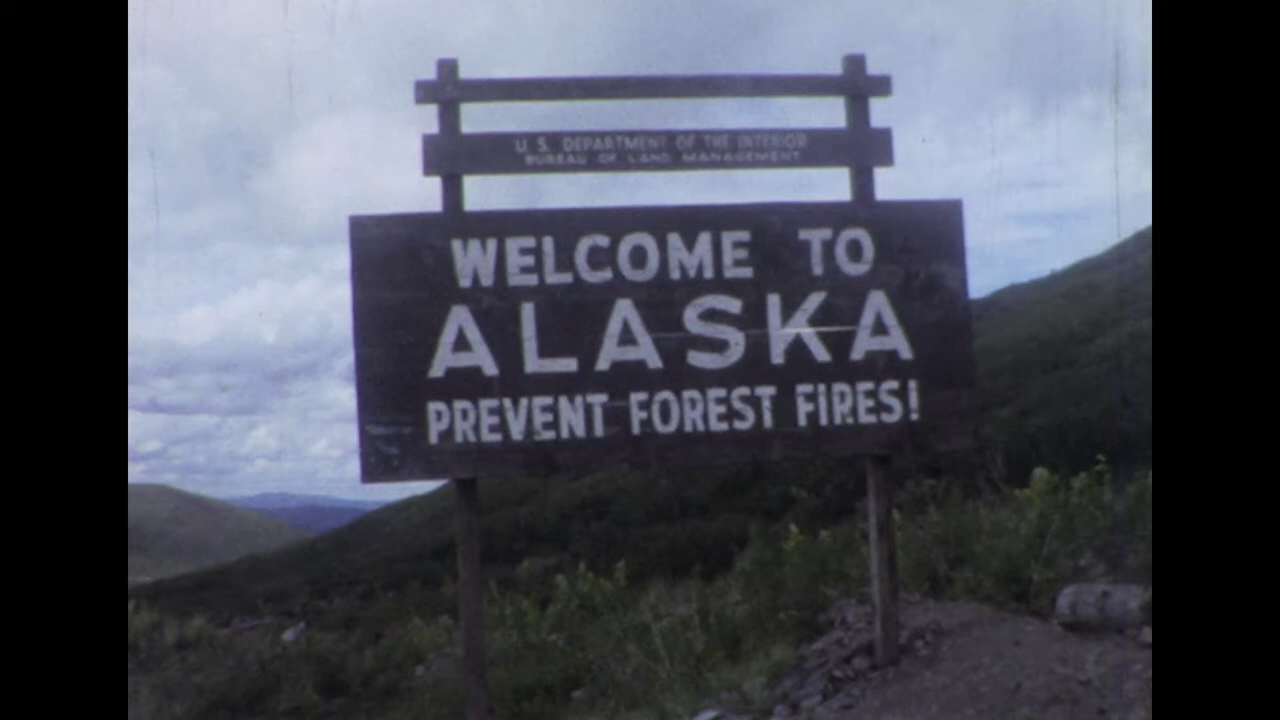 U. S. DEPARTMENT OF THE INTERIOR
BUREAU OF LAND MANAGEMENT
WELCOME TO
ALASKA
PREVENT FOREST FIRES!